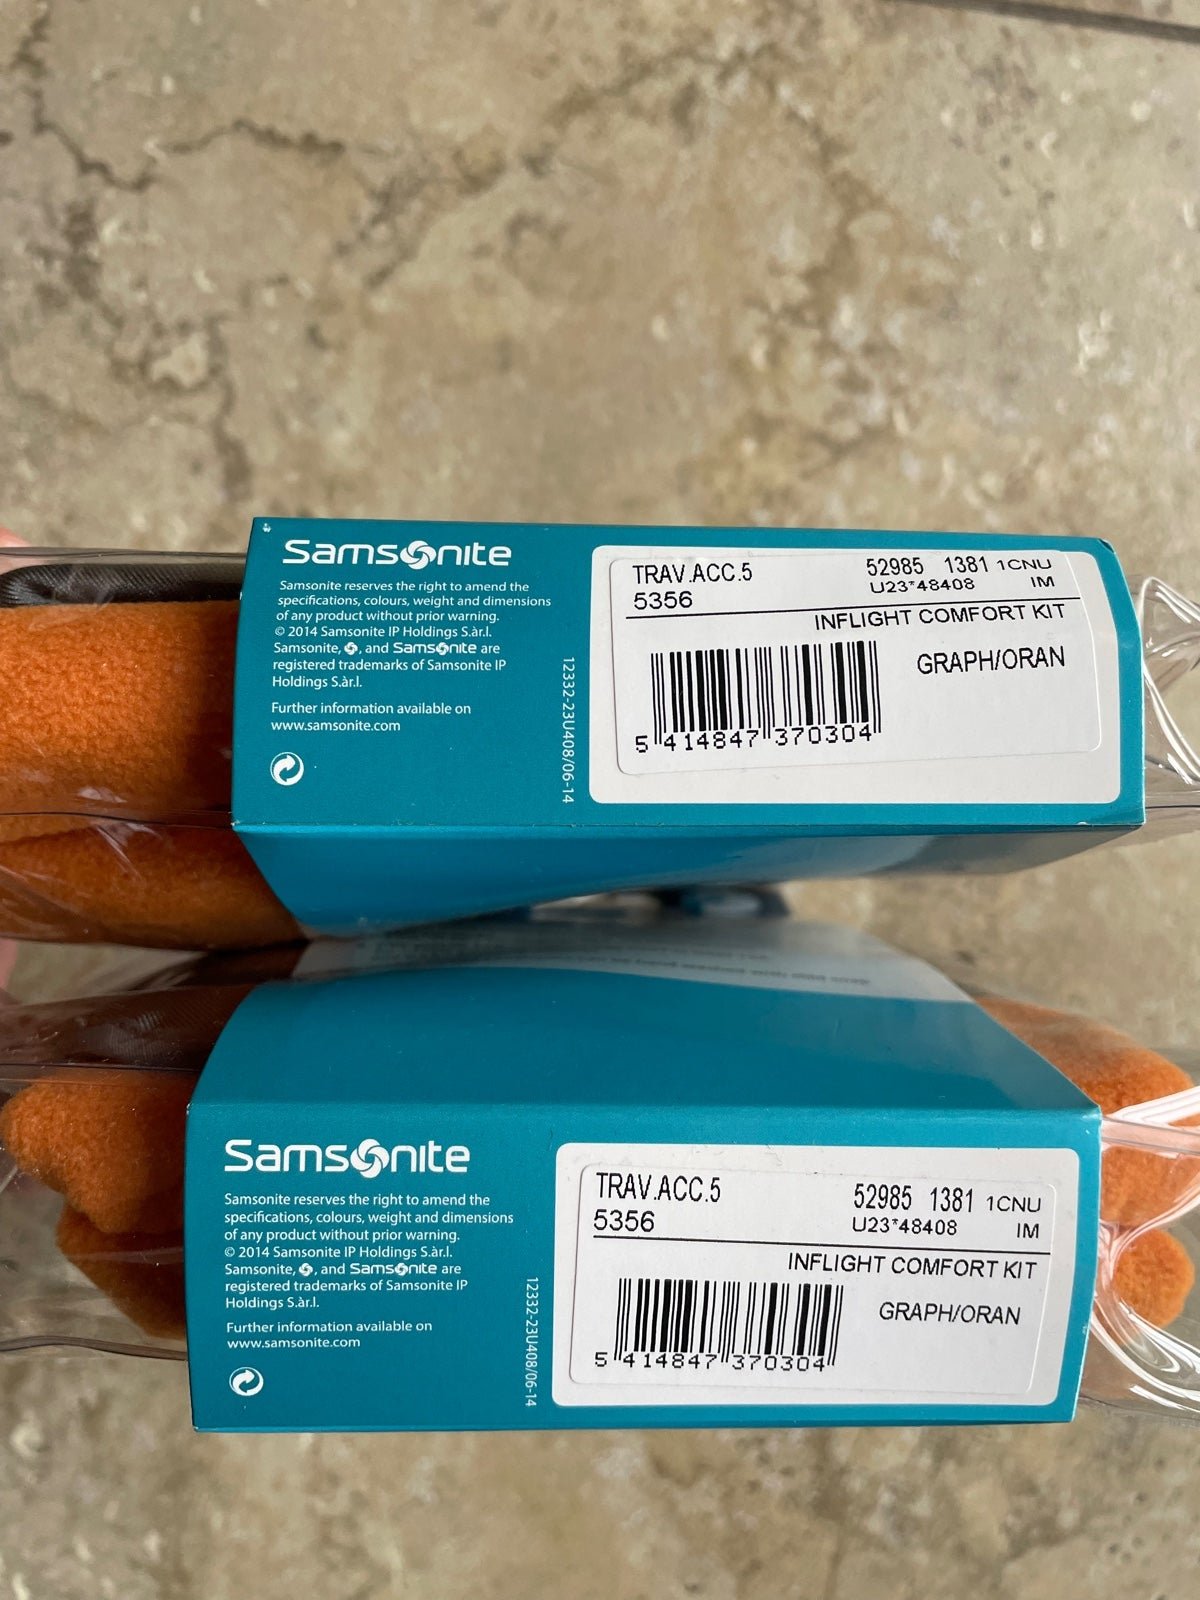 Samsonite
Samsonite reserves the right to amend the
specifications, colours, weight and dimensions
of any product without prior warning.
© 2014 Samsonite IP Holdings S.àr.l.
Samsonite, , and Samsonite are
registered trademarks of Samsonite IP
Holdings S.àr.l.
Further information available on
www.samsonite.com
12332-23U408/06-14
TRAV.ACC.5 52985 1381 1CNU
5356 U23*48408 IM
INFLIGHT COMFORT KIT
GRAPH/ORAN
5 414847 370304
Samsonite
Samsonite reserves the right to amend the
specifications, colours, weight and dimensions
of any product without prior warning.
© 2014 Samsonite IP Holdings S.àr.l.
Samsonite, , and Samsonite are
registered trademarks of Samsonite IP
Holdings S.àr.l.
Further information available on
www.samsonite.com
12332-23U408/06-14
TRAV.ACC.5 52985 1381 1CNU
5356 U23*48408 IM
INFLIGHT COMFORT KIT
GRAPH/ORAN
5 414847 370304